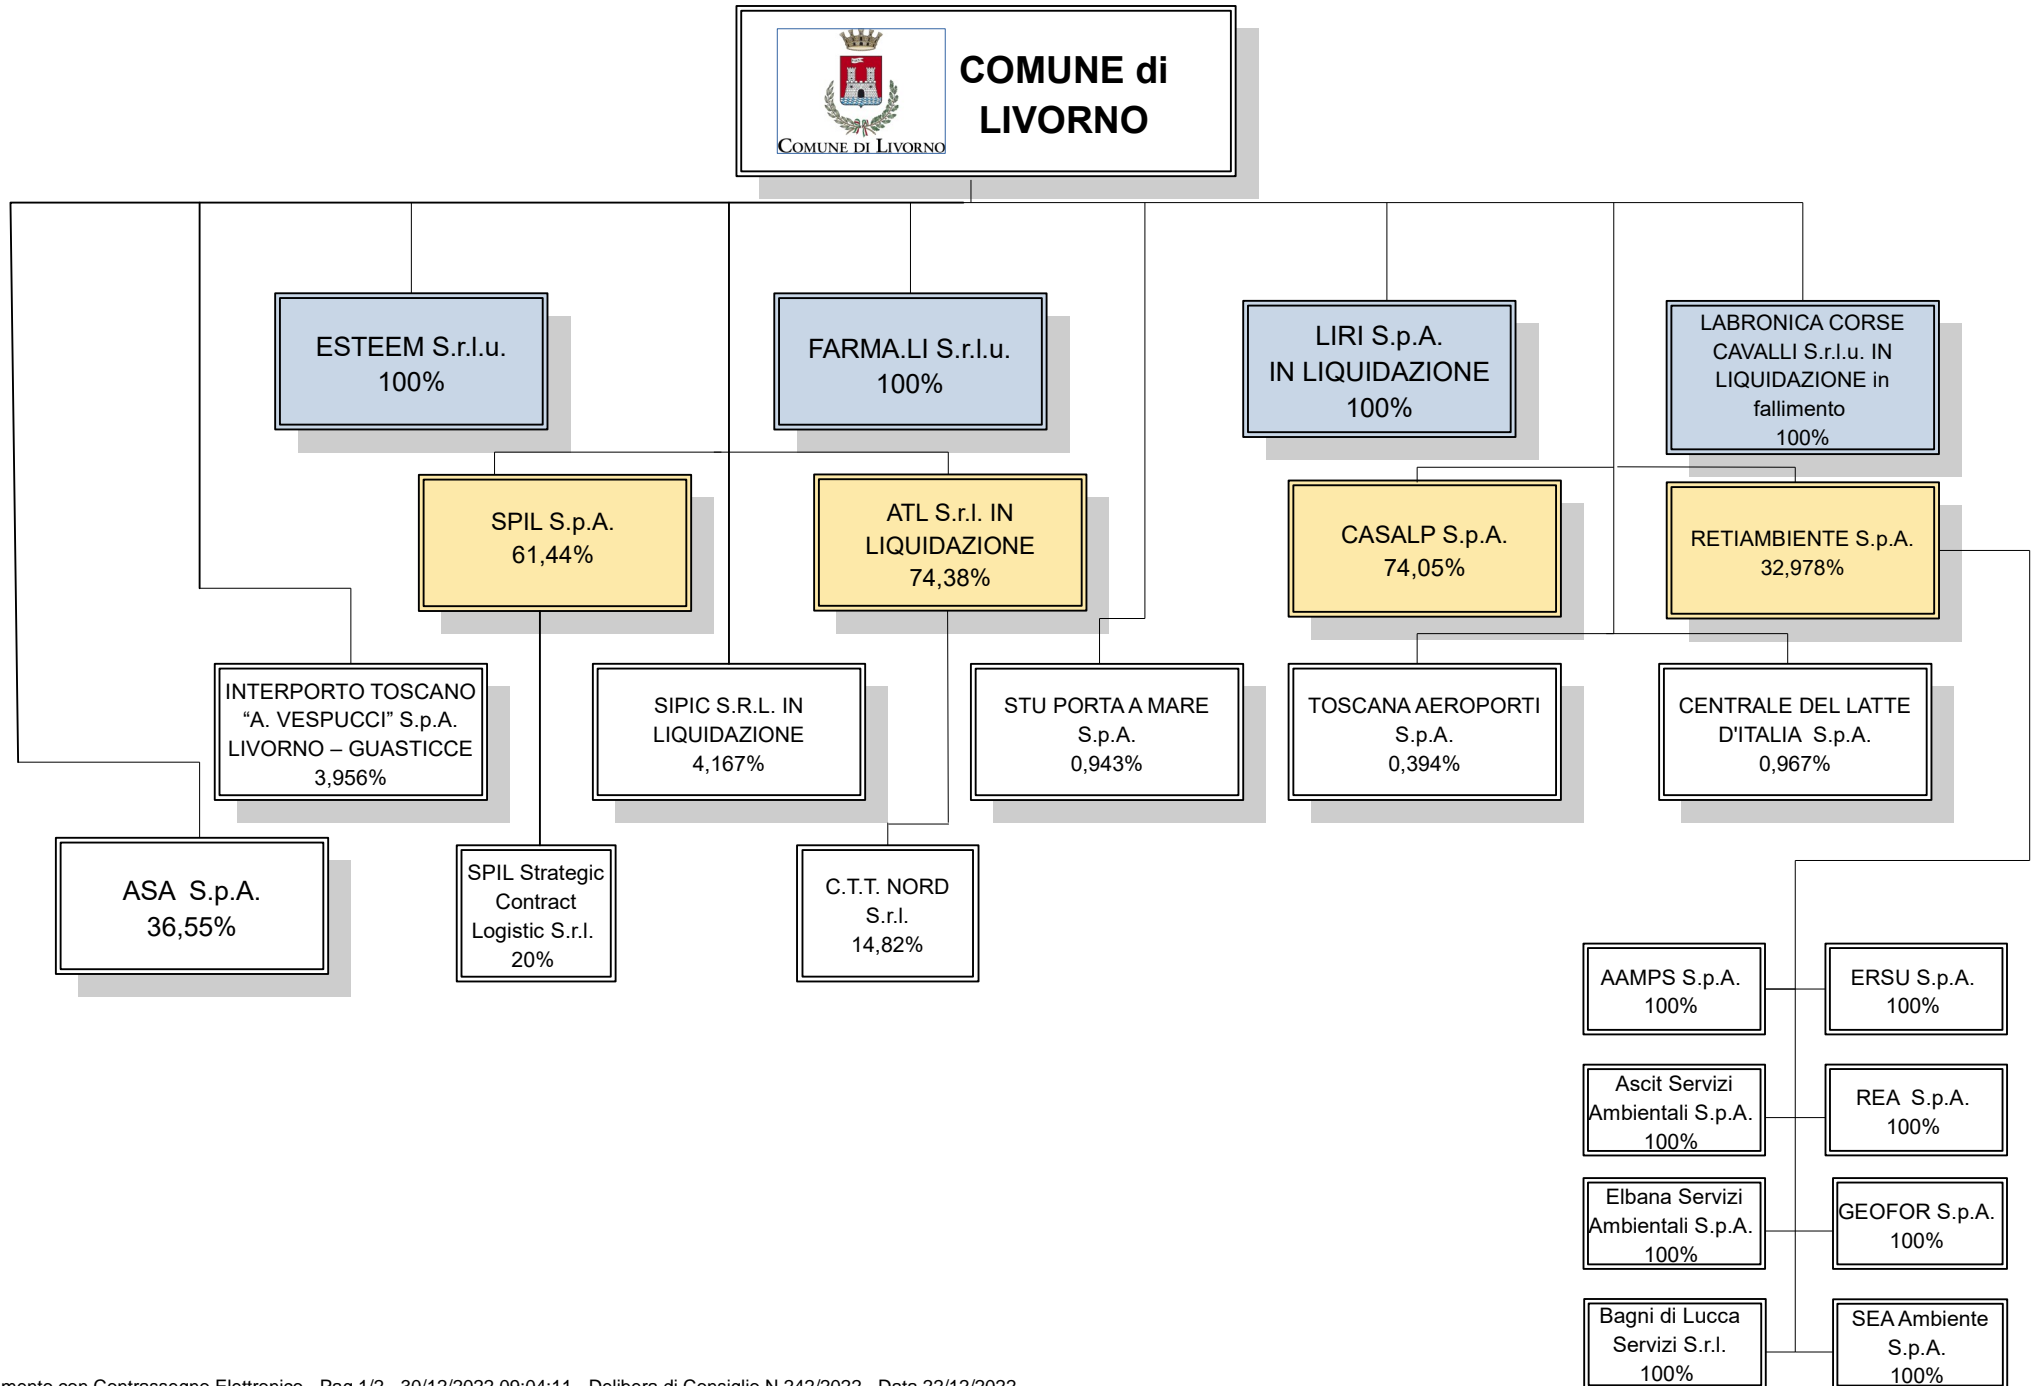 COMUNE DI LIVORNO
COMUNE di
LIVORNO
ESTEEM S.r.l.u.
100%
FARMA.LI S.r.l.u.
100%
LIRI S.p.A.
IN LIQUIDAZIONE
100%
LABRONICA CORSE
CAVALLI S.r.l.u. IN
LIQUIDAZIONE in
fallimento
100%
SPIL S.p.A.
61,44%
ATL S.r.l. IN
LIQUIDAZIONE
74,38%
CASALP S.p.A.
74,05%
RETIAMBIENTE S.p.A.
32,978%
INTERPORTO TOSCANO
“A. VESPUCCI” S.p.A.
LIVORNO – GUASTICCE
3,956%
SIPIC S.R.L. IN
LIQUIDAZIONE
4,167%
STU PORTA A MARE
S.p.A.
0,943%
TOSCANA AEROPORTI
S.p.A.
0,394%
CENTRALE DEL LATTE
D'ITALIA S.p.A.
0,967%
ASA S.p.A.
36,55%
SPIL Strategic
Contract
Logistic S.r.l.
20%
C.T.T. NORD
S.r.l.
14,82%
AAMPS S.p.A.
100%
ERSU S.p.A.
100%
Ascit Servizi
Ambientali S.p.A.
100%
REA S.p.A.
100%
Elbana Servizi
Ambientali S.p.A.
100%
GEOFOR S.p.A.
100%
Bagni di Lucca
Servizi S.r.l.
100%
SEA Ambiente
S.p.A.
100%